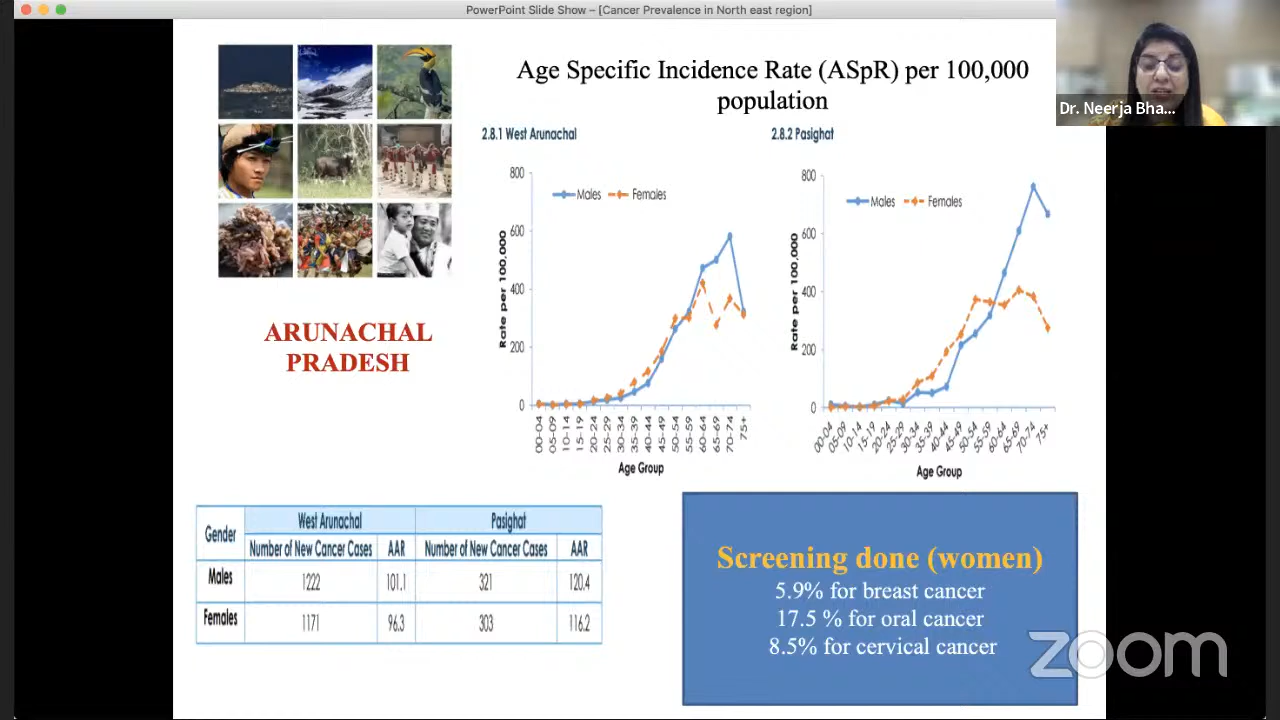 PowerPoint Slide Show – [Cancer Prevalence in North east region]
Dr. Neerja Bha...
Age Specific Incidence Rate (ASpR) per 100,000
population
ARUNACHAL
PRADESH
2.8.1 West Arunachal
Males Females
Rate per 100,000
800
600
400
200
0
00-04 05-09 10-14 15-19 20-24 25-29 30-34 35-39 40-44 45-49 50-54 55-59 60-64 65-69 70-74 75+
Age Group
2.8.2 Pasighat
Males Females
Rate per 100,000
800
600
400
200
0
00-04 05-09 10-14 15-19 20-24 25-29 30-34 35-39 40-44 45-49 50-54 55-59 60-64 65-69 70-74 75+
Age Group
Gender West Arunachal Pasighat
Number of New Cancer Cases AAR Number of New Cancer Cases AAR
Males 1222 101.1 321 120.4
Females 1171 96.3 303 116.2
Screening done (women)
5.9% for breast cancer
17.5 % for oral cancer
8.5% for cervical cancer
zoom